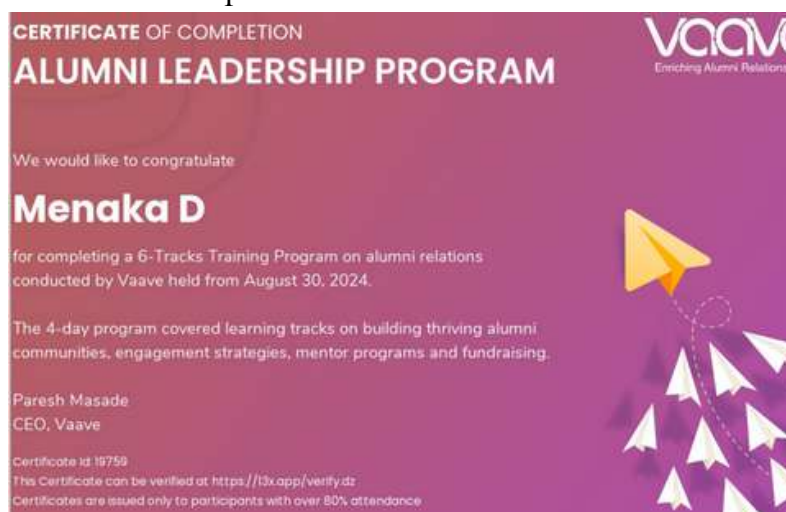 CERTIFICATE OF COMPLETION
ALUMNI LEADERSHIP PROGRAM
vaave
Enriching Alumni Relations
We would like to congratulate
Menaka D
for completing a 6-Tracks Training Program on alumni relations
conducted by Vaave held from August 30, 2024.
The 4-day program covered learning tracks on building thriving alumni
communities, engagement strategies, mentor programs and fundraising.
Paresh Masade
CEO, Vaave
Certificate Id: 19759
This Certificate can be verified at https://l3x.app/verify.dz
Certificates are issued only to participants with over 80% attendance